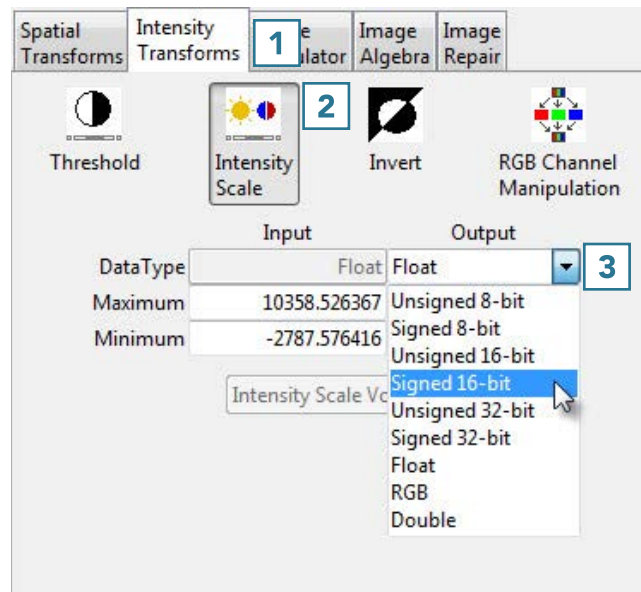 Spatial
Transforms
Intensity
Transforms
1
Image
Algebra
Image
Repair
2
Threshold
Intensity
Scale
Invert
RGB Channel
Manipulation
Input Output
DataType Float Float 3
Maximum 10358.526367 Unsigned 8-bit
Signed 8-bit
Minimum -2787.576416 Unsigned 16-bit
Signed 16-bit
Intensity Scale Unsigned 32-bit
Signed 32-bit
Float
RGB
Double